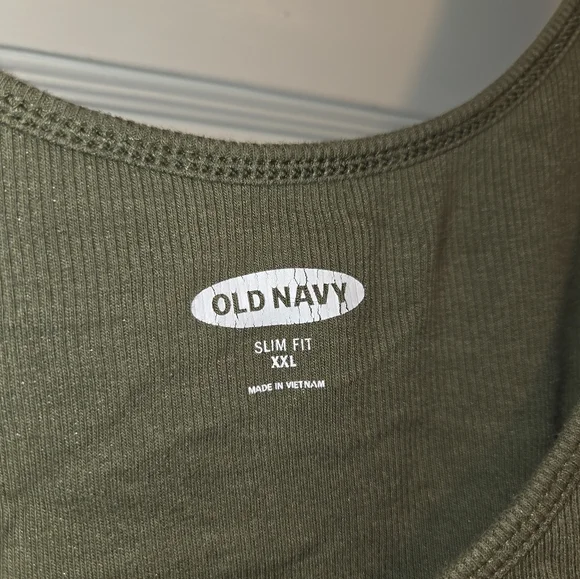 OLD NAVY
SLIM FIT
XXL
MADE IN VIETNAM